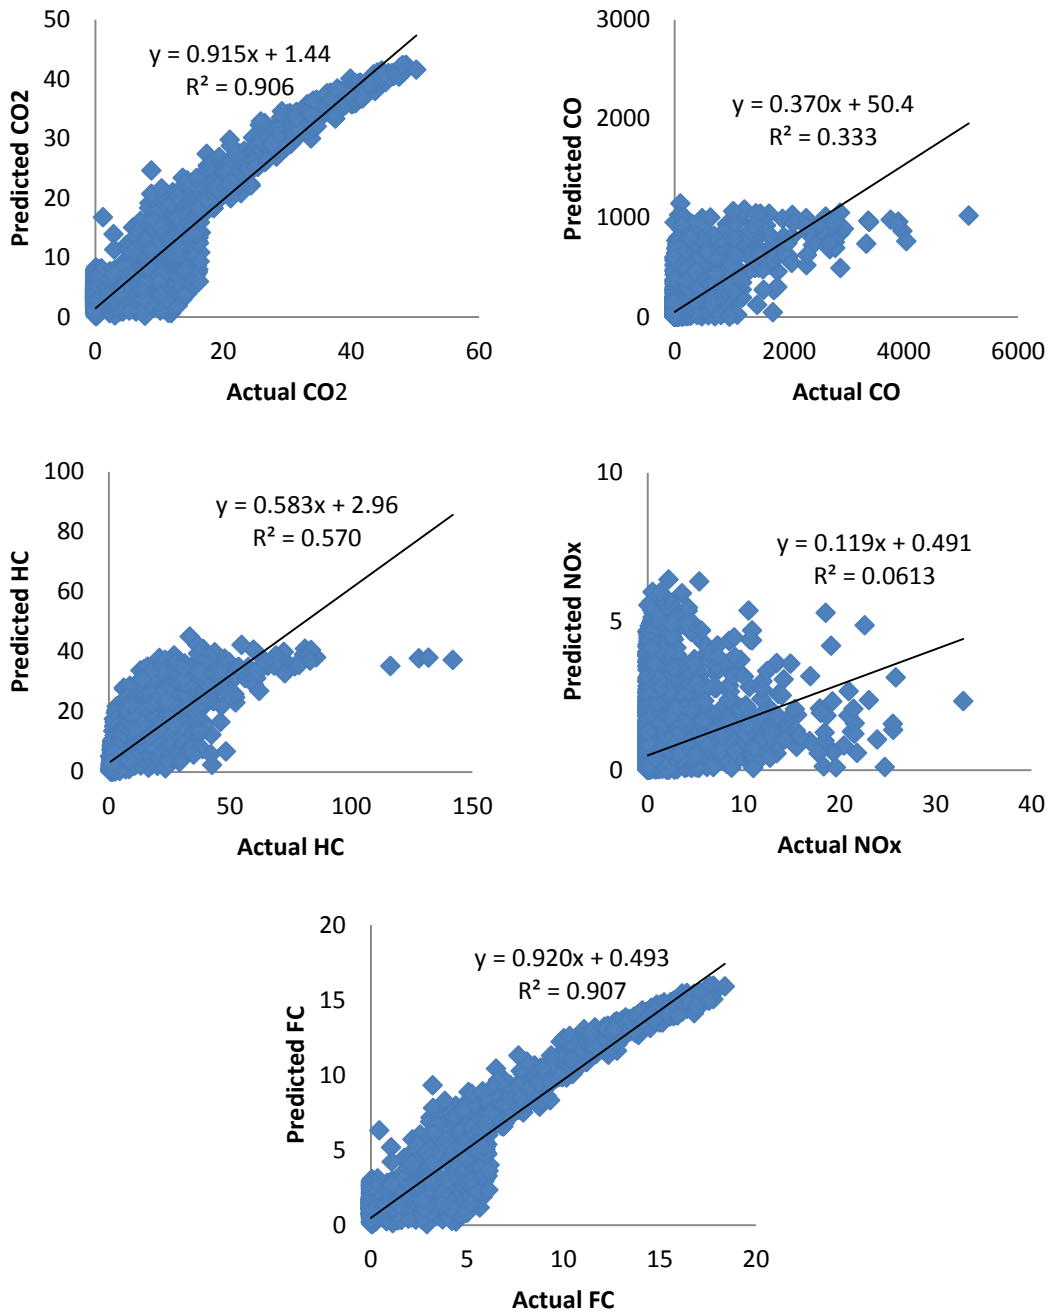 50
40
30
20
10
0
Predicted CO2
y = 0.915x + 1.44
R² = 0.906
0
20
40
60
Actual CO2
3000
2000
1000
0
Predicted CO
y = 0.370x + 50.4
R² = 0.333
0
2000
4000
6000
Actual CO
100
80
60
40
20
0
Predicted HC
y = 0.583x + 2.96
R² = 0.570
0
50
100
150
Actual HC
10
5
0
Predicted NOx
y = 0.119x + 0.491
R² = 0.0613
0
10
20
30
40
Actual NOx
20
15
10
5
0
Predicted FC
y = 0.920x + 0.493
R² = 0.907
0
5
10
15
20
Actual FC